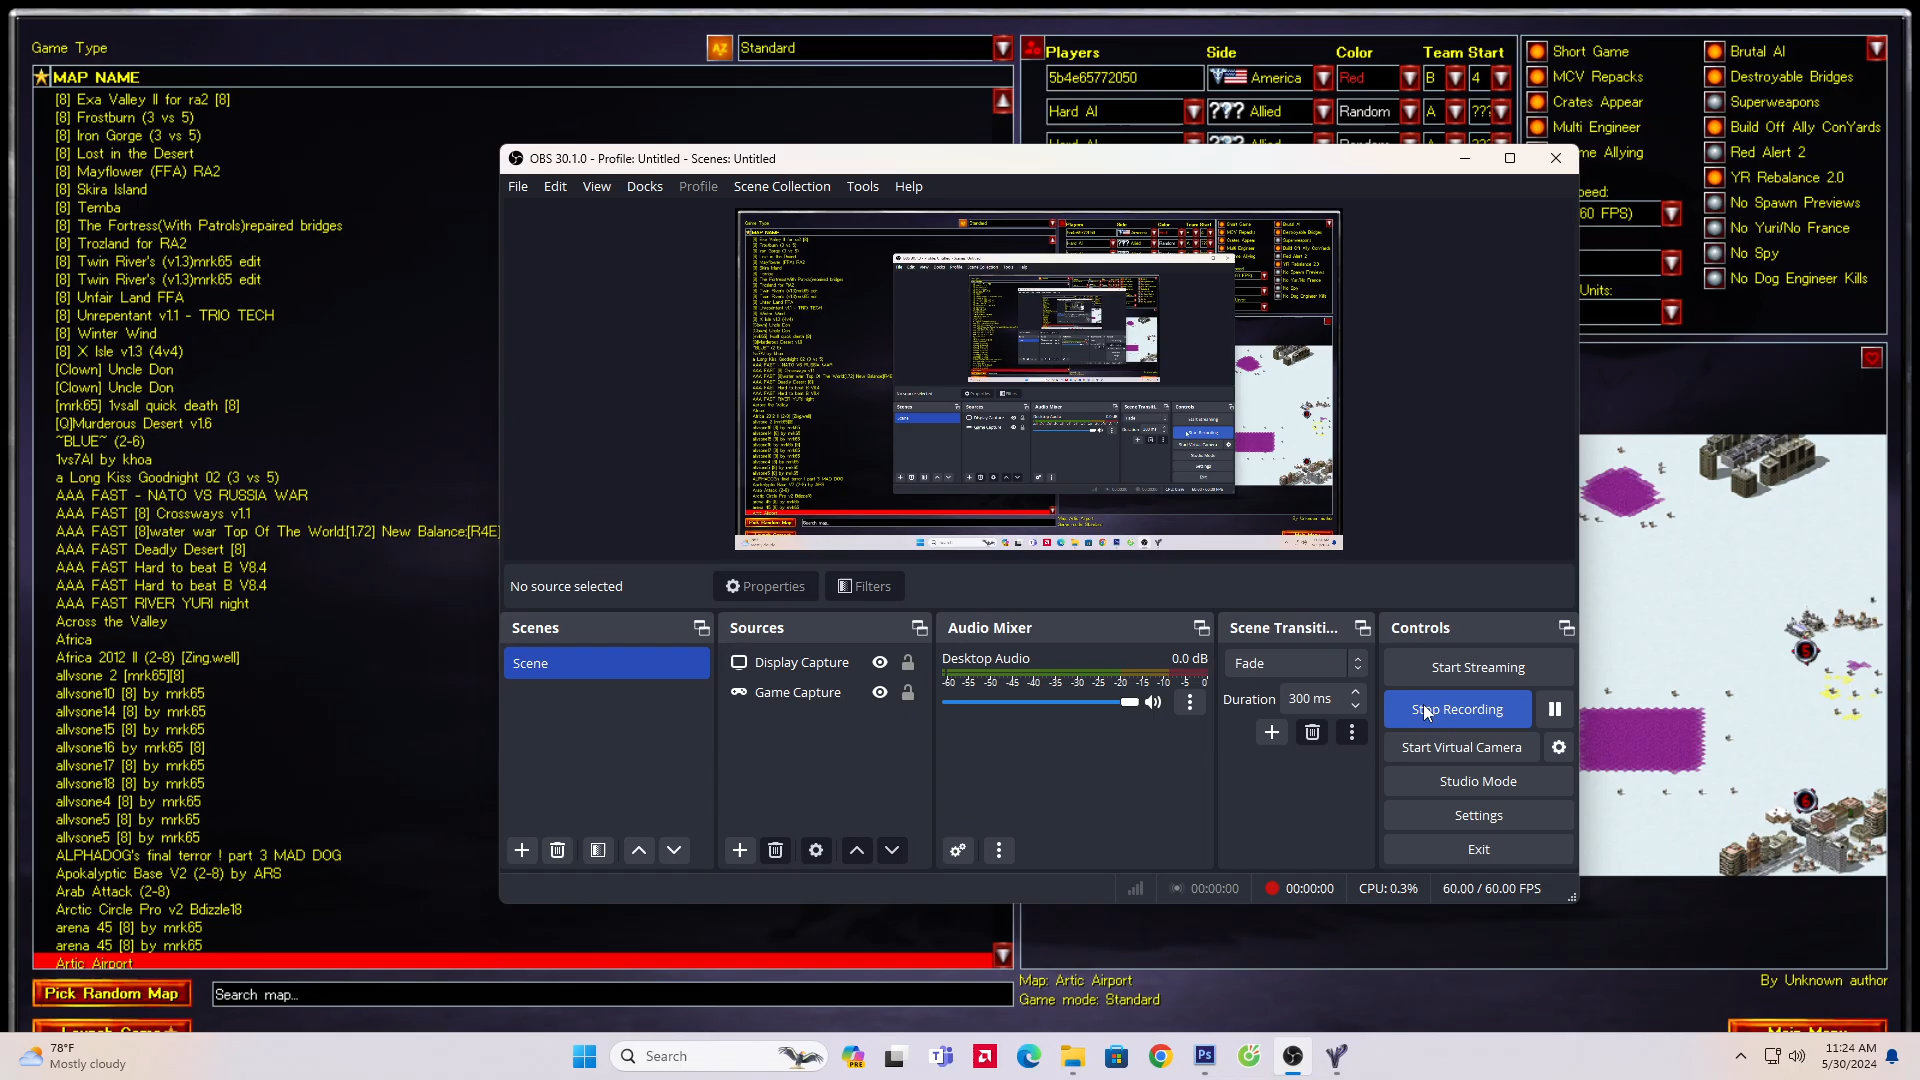 Game Type
Standard
MAP NAME
[8] Exa Valley II for ra2 [8]
[8] Frostburn (3 vs 5)
[8] Iron Gorge (3 vs 5)
[8] Lost in the Desert
[8] Mayflower (FFA) RA2
[8] Skira Island
[8] Temba
[8] The Fortress(With Patrols)repaired bridges
[8] Trozland for RA2
[8] Twin River's (v1.3)mrk65 edit
[8] Twin River's (v1.3)mrk65 edit
[8] Unfair Land FFA
[8] Unrepentant v1.1 - TRIO TECH
[8] Winter Wind
[8] X Isle v1.3 (4v4)
[Clown] Uncle Don
[Clown] Uncle Don
[mrk65] 1vsall quick death [8]
[Q]Murderous Desert v1.6
~BLUE~ (2-6)
1vs7AI by khoa
a Long Kiss Goodnight 02 (3 vs 5)
AAA FAST - NATO VS RUSSIA WAR
AAA FAST [8] Crossways v1.1
AAA FAST [8]water war Top Of The World[1.72] New Balance:[R4E]
AAA FAST Deadly Desert [8]
AAA FAST Hard to beat B V8.4
AAA FAST Hard to beat B V8.4
AAA FAST RIVER YURI night
Across the Valley
Africa
Africa 2012 II (2-8) [Zing.well]
allvsone 2 [mrk65][8]
allvsone10 [8] by mrk65
allvsone14 [8] by mrk65
allvsone15 [8] by mrk65
allvsone16 by mrk65 [8]
allvsone17 [8] by mrk65
allvsone18 [8] by mrk65
allvsone4 [8] by mrk65
allvsone5 [8] by mrk65
allvsone5 [8] by mrk65
ALPHADOG's final terror ! part 3 MAD DOG
Apokalyptic Base V2 (2-8) by ARS
Arab Attack (2-8)
Arctic Circle Pro v2 Bdizzle18
arena 45 [8] by mrk65
arena 45 [8] by mrk65
Artic Airport
Pick Random Map
Search map...
Players Side Color Team Start
5b4e65772050 America Red B 4
Hard AI ??? Allied Random A ???
Short Game
MCV Repacks
Crates Appear
Multi Engineer
me Allying
peed:
60 FPS)
Units:
Brutal AI
Destroyable Bridges
Superweapons
Build Off Ally ConYards
Red Alert 2
YR Rebalance 2.0
No Spawn Previews
No Yuri/No France
No Spy
No Dog Engineer Kills
OBS 30.1.0 - Profile: Untitled - Scenes: Untitled
File Edit View Docks Profile Scene Collection Tools Help
No source selected
Properties
Filters
Scenes
Scene
Sources
Display Capture
Game Capture
Audio Mixer
Desktop Audio 0.0 dB
-60 -55 -50 -45 -40 -35 -30 -25 -20 -15 -10 -5 0
Scene Transiti...
Fade
Duration 300 ms
Controls
Start Streaming
Stop Recording
Start Virtual Camera
Studio Mode
Settings
Exit
00:00:00
00:00:00
CPU: 0.3%
60.00 / 60.00 FPS
5
6
Map: Artic Airport
Game mode: Standard
By Unknown author
78°F
Mostly cloudy
Search
11:24 AM
5/30/2024